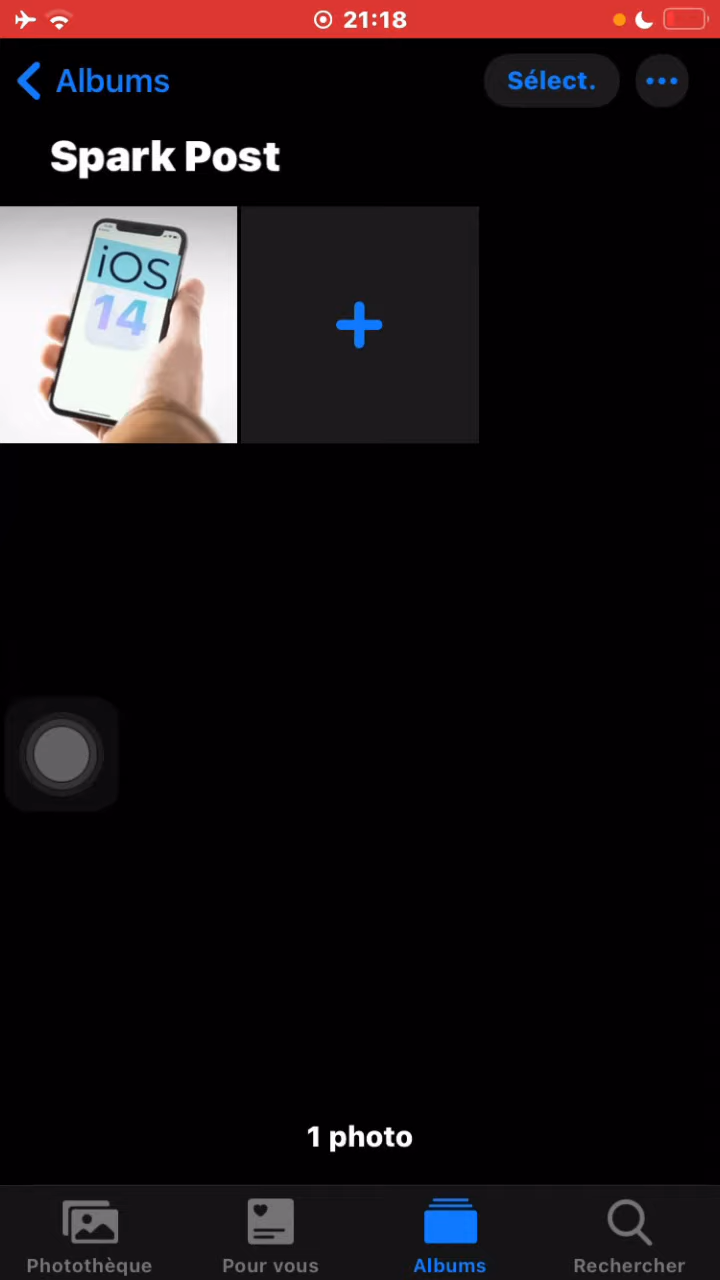 21:18
Albums
Sélect.
Spark Post
iOS
14
1 photo
Photothèque
Pour vous
Albums
Rechercher